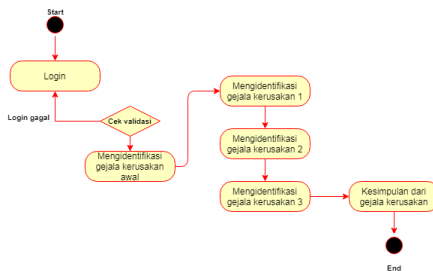 Start
Login
Login gagal
Cek validasi
Mengidentifikasi
gejala kerusakan
awal
Mengidentifikasi
gejala kerusakan 1
Mengidentifikasi
gejala kerusakan 2
Mengidentifikasi
gejala kerusakan 3
Kesimpulan dari
gejala kerusakan
End